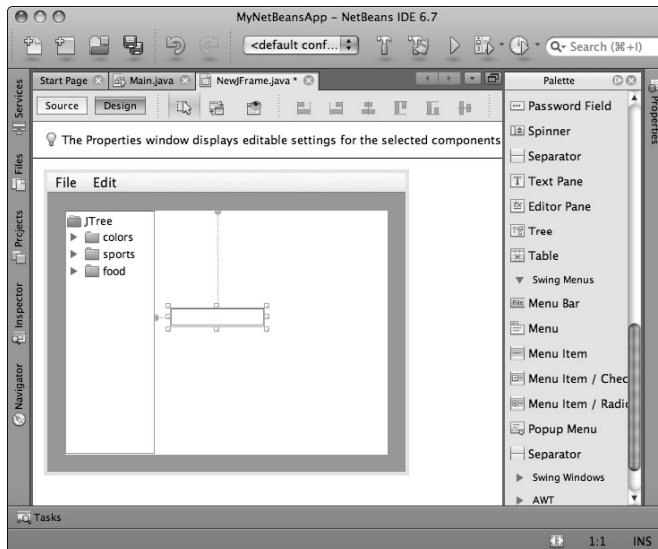 MyNetBeansApp – NetBeans IDE 6.7
<default conf...
Search (⌘+I)
Start Page
Main.java
NewJFrame.java *
Palette
Source
Design
The Properties window displays editable settings for the selected components
File Edit
JTree
colors
sports
food
Password Field
Spinner
Separator
Text Pane
Editor Pane
Tree
Table
Swing Menus
Menu Bar
Menu
Menu Item
Menu Item / Chec
Menu Item / Radi
Popup Menu
Separator
Swing Windows
AWT
Services
Files
Projects
Inspector
Navigator
Properties
Tasks
1:1 INS